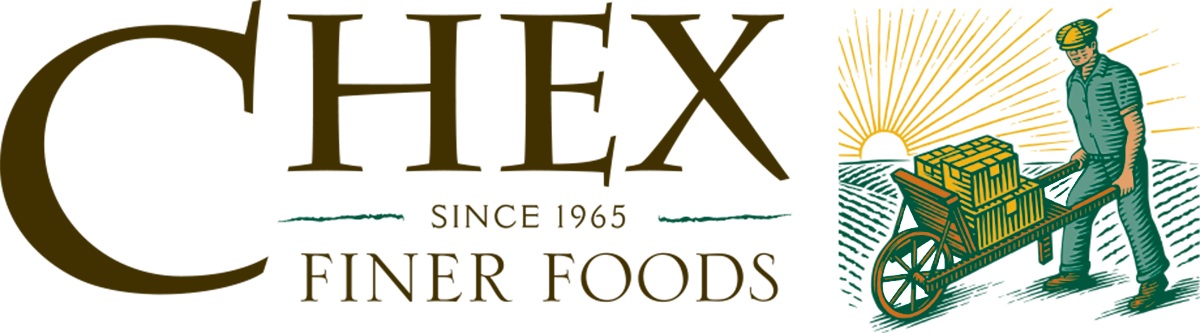 CHEX
SINCE 1965
FINER FOODS